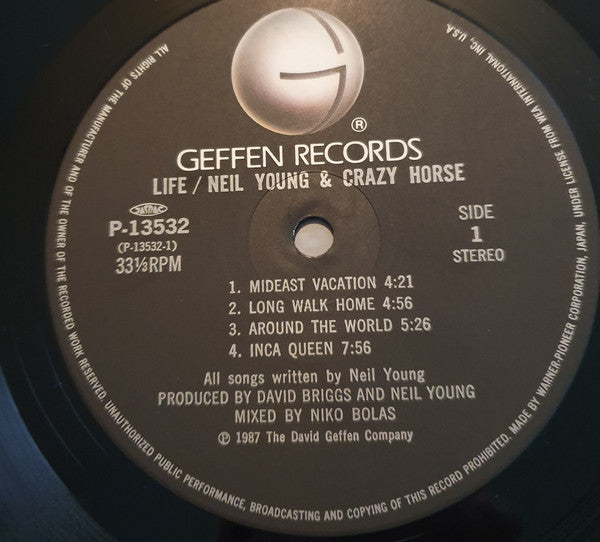 ®
GEFFEN RECORDS
LIFE / NEIL YOUNG & CRAZY HORSE
JASRAC
P-13532
(P-13532-1)
33⅓RPM
SIDE
1
STEREO
1. MIDEAST VACATION 4:21
2. LONG WALK HOME 4:56
3. AROUND THE WORLD 5:26
4. INCA QUEEN 7:56
All songs written by Neil Young
PRODUCED BY DAVID BRIGGS AND NEIL YOUNG
MIXED BY NIKO BOLAS
℗ 1987 The David Geffen Company
ALL RIGHTS OF THE MANUFACTURER AND OF THE OWNER OF THE RECORDED WORK RESERVED. UNAUTHORIZED PUBLIC PERFORMANCE, BROADCASTING AND COPYING OF THIS RECORD PROHIBITED. MADE BY WARNER-PIONEER CORPORATION, JAPAN, UNDER LICENSE FROM WEA INTERNATIONAL INC., U.S.A.